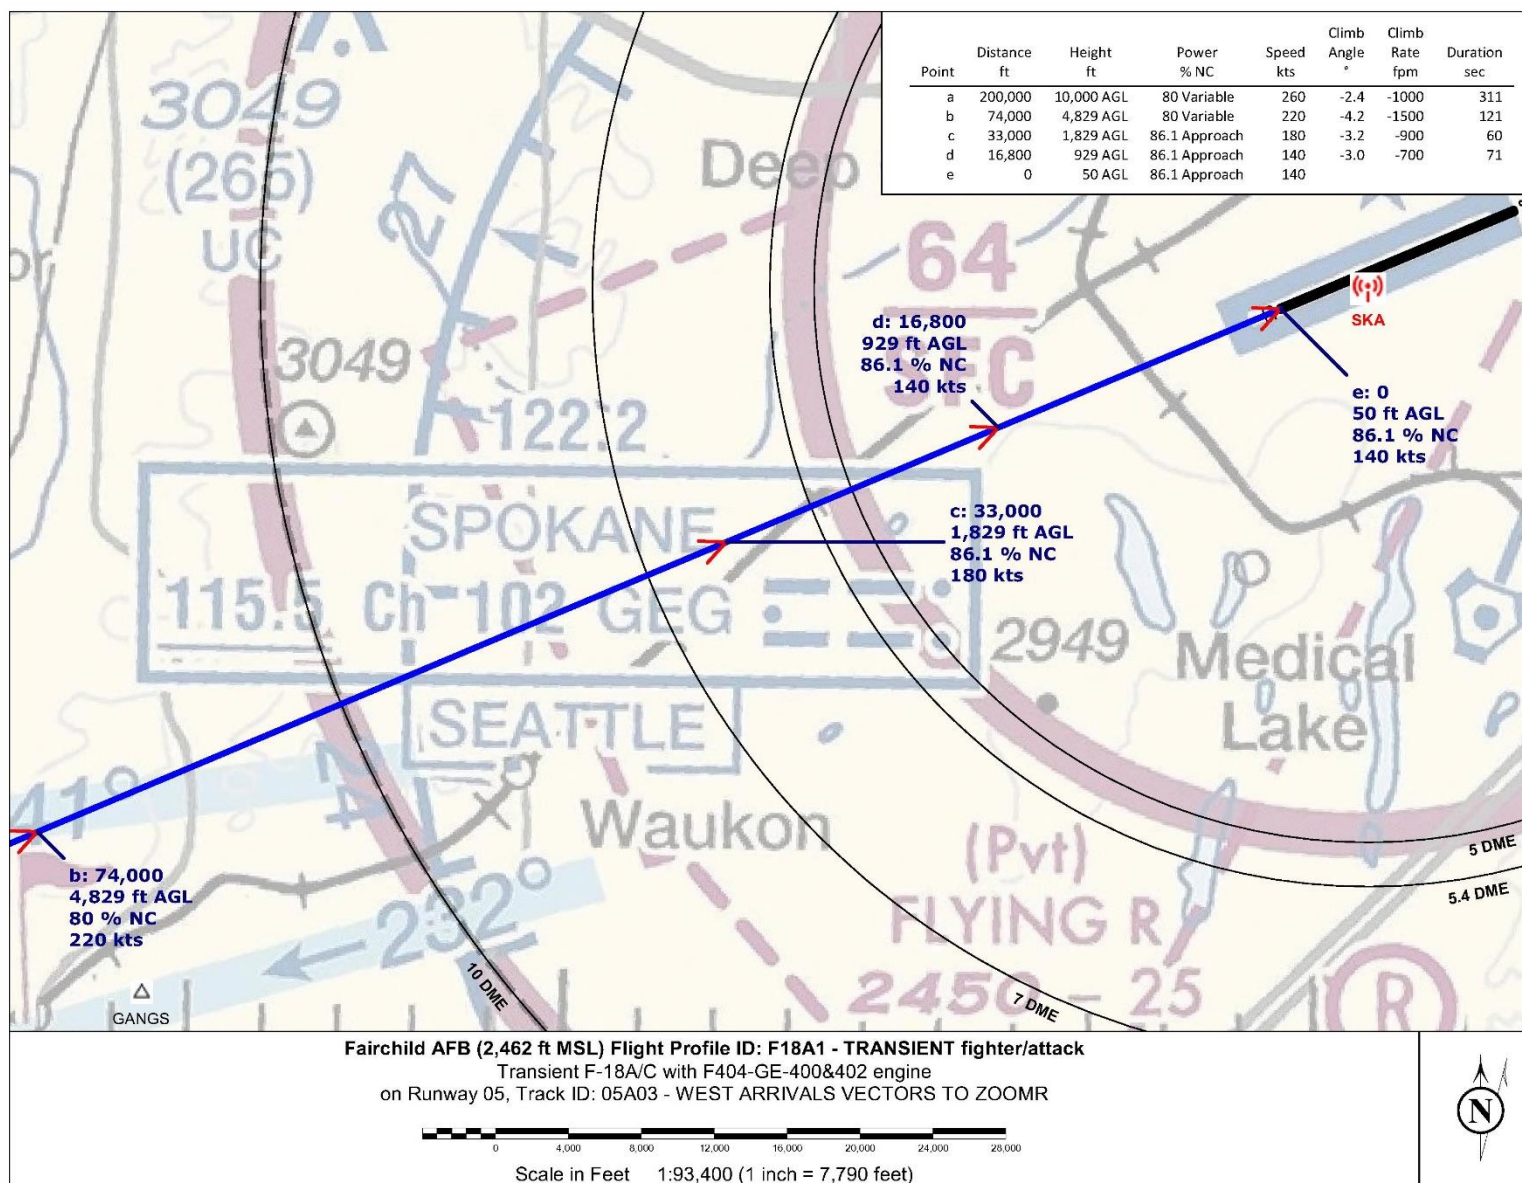 Climb Climb
Distance Height Power Speed Angle Rate Duration
Point ft ft % NC kts ° fpm sec
a 200,000 10,000 AGL 80 Variable 260 -2.4 -1000 311
b 74,000 4,829 AGL 80 Variable 220 -4.2 -1500 121
c 33,000 1,829 AGL 86.1 Approach 180 -3.2 -900 60
d 16,800 929 AGL 86.1 Approach 140 -3.0 -700 71
e 0 50 AGL 86.1 Approach 140
3049
(265)
UC
27
Deep
64
SFC
SKA
d: 16,800
929 ft AGL
86.1 % NC
140 kts
e: 0
50 ft AGL
86.1 % NC
140 kts
3049
122.2
SPOKANE
115.5 Ch 102 GEG
c: 33,000
1,829 ft AGL
86.1 % NC
180 kts
2949
Medical
Lake
SEATTLE
41°
Waukon
b: 74,000
4,829 ft AGL
80 % NC
220 kts
232°
(Pvt)
FLYING R
2450 - 25
R
5 DME
5.4 DME
7 DME
10 DME
GANGS
Fairchild AFB (2,462 ft MSL) Flight Profile ID: F18A1 - TRANSIENT fighter/attack
Transient F-18A/C with F404-GE-400&402 engine
on Runway 05, Track ID: 05A03 - WEST ARRIVALS VECTORS TO ZOOMR
0 4,000 8,000 12,000 16,000 20,000 24,000 28,000
Scale in Feet 1:93,400 (1 inch = 7,790 feet)
N